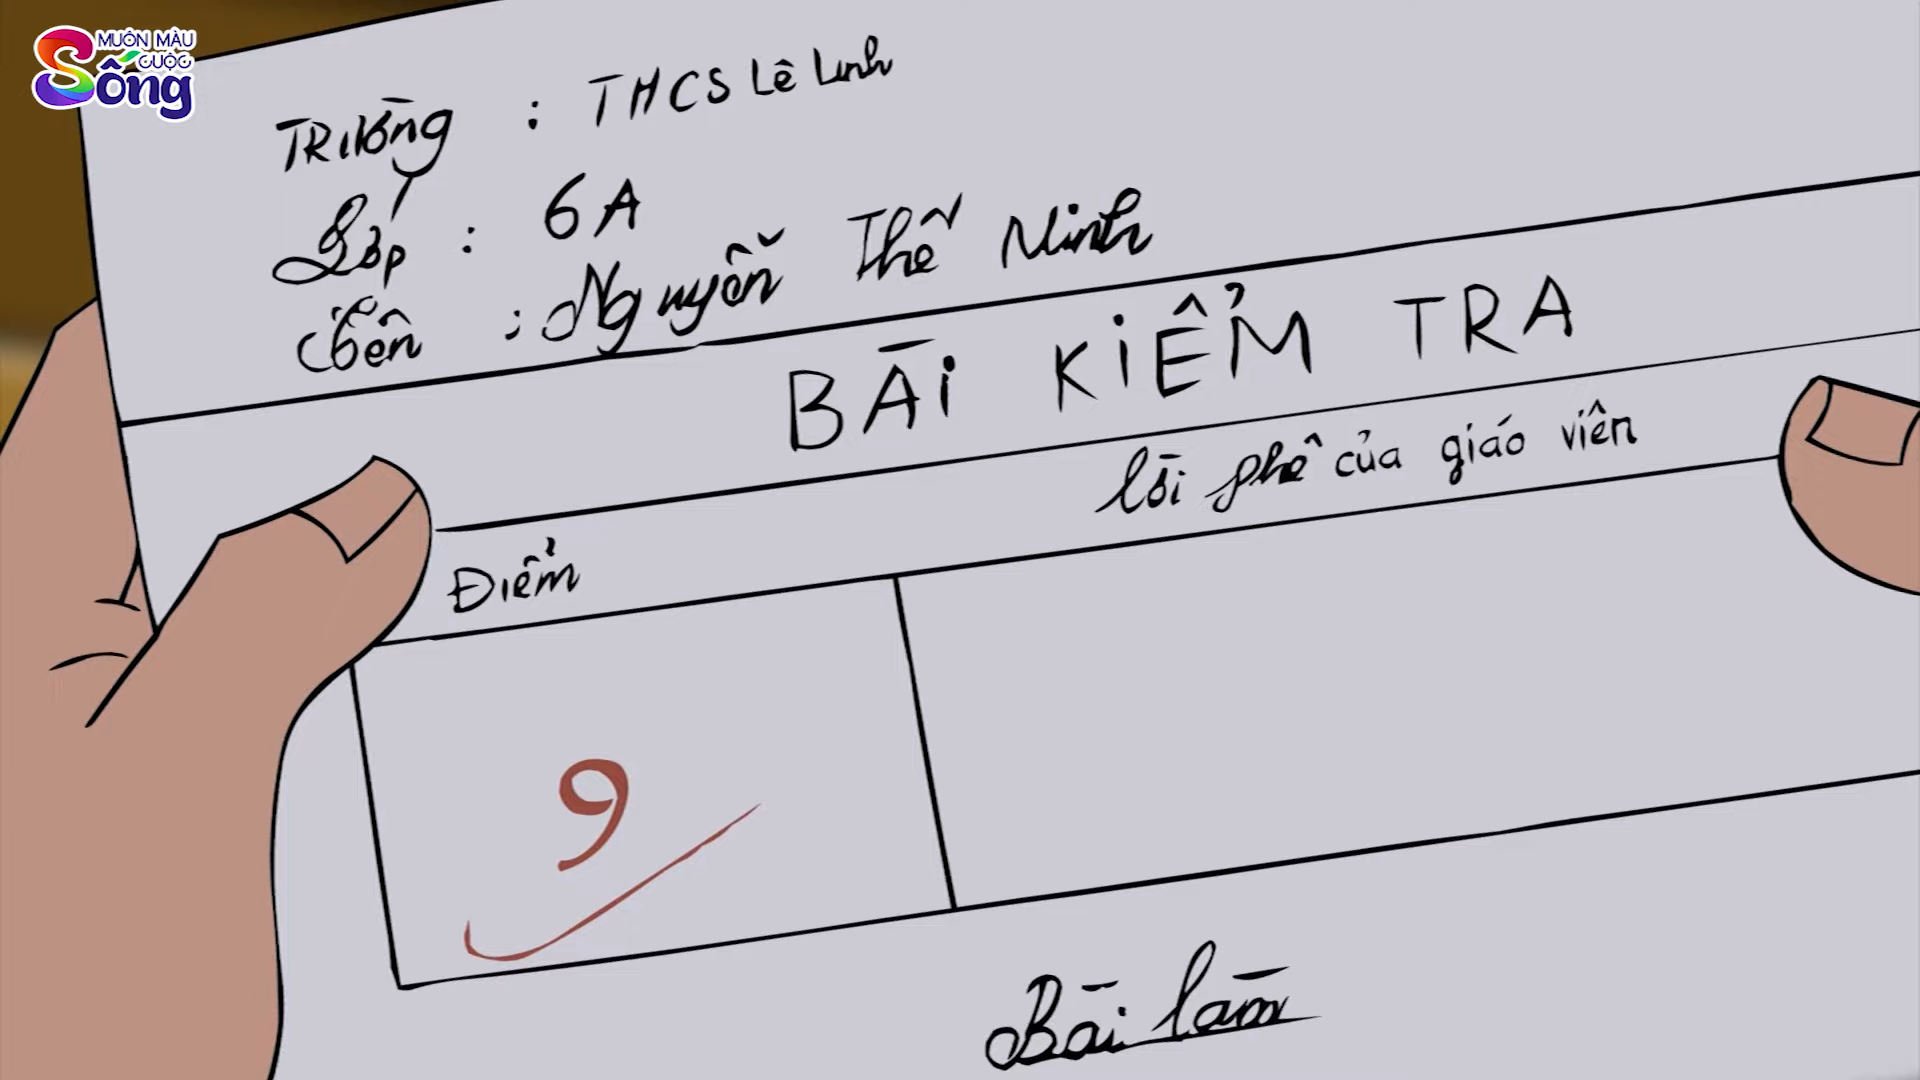 MUÔN MÀU
CUỘC
Sống
TRường : THCS Lê Linh
Lớp : 6A
Tên : Nguyễn Thế Ninh
BÀi KiỂM TRA
lời phê của giáo viên
Điểm
9
Bài làm